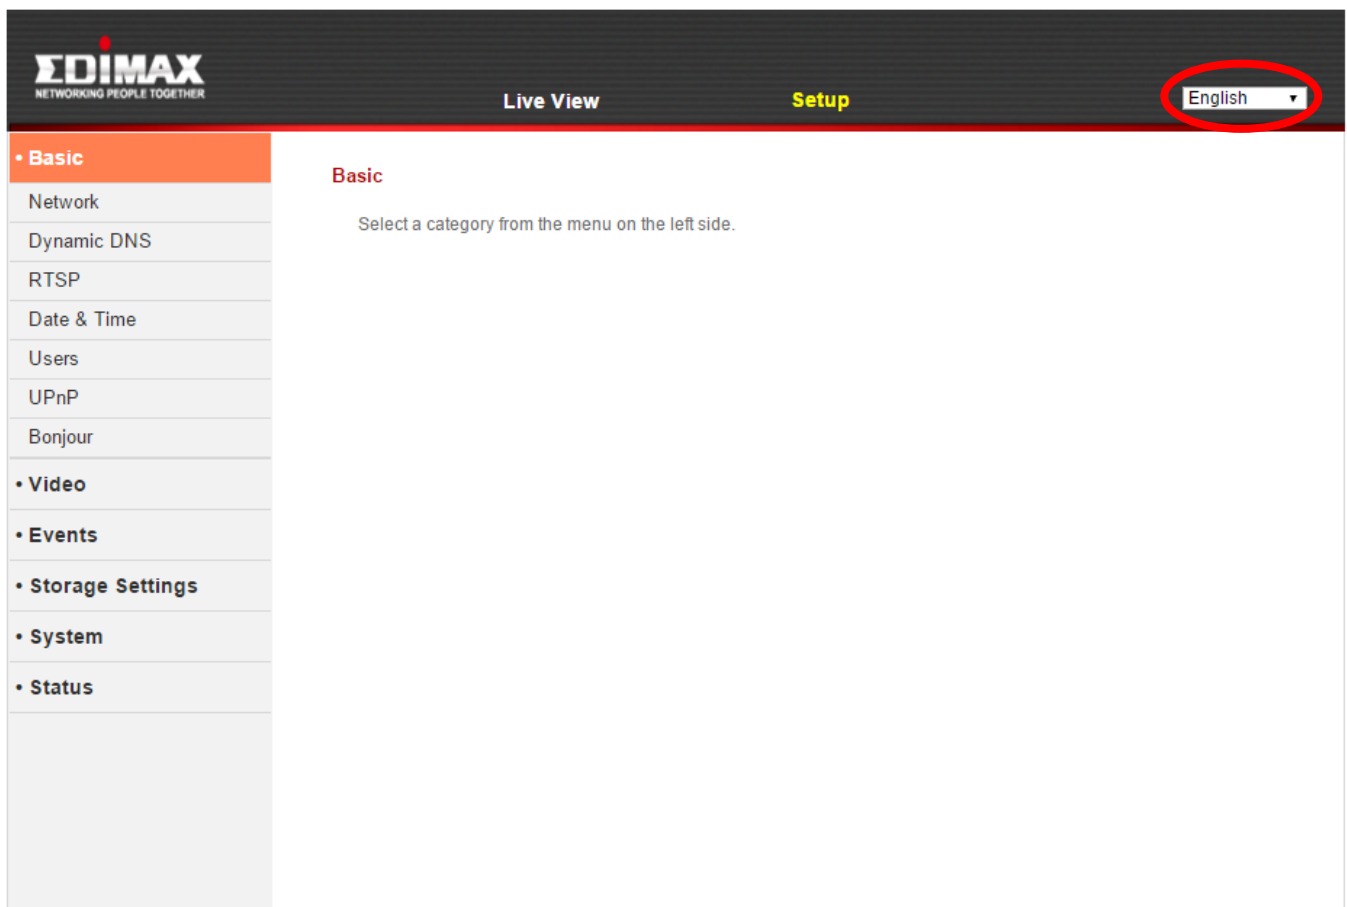 EDIMAX
NETWORKING PEOPLE TOGETHER
Live View
Setup
English
• Basic
Network
Dynamic DNS
RTSP
Date & Time
Users
UPnP
Bonjour
• Video
• Events
• Storage Settings
• System
• Status
Basic
Select a category from the menu on the left side.